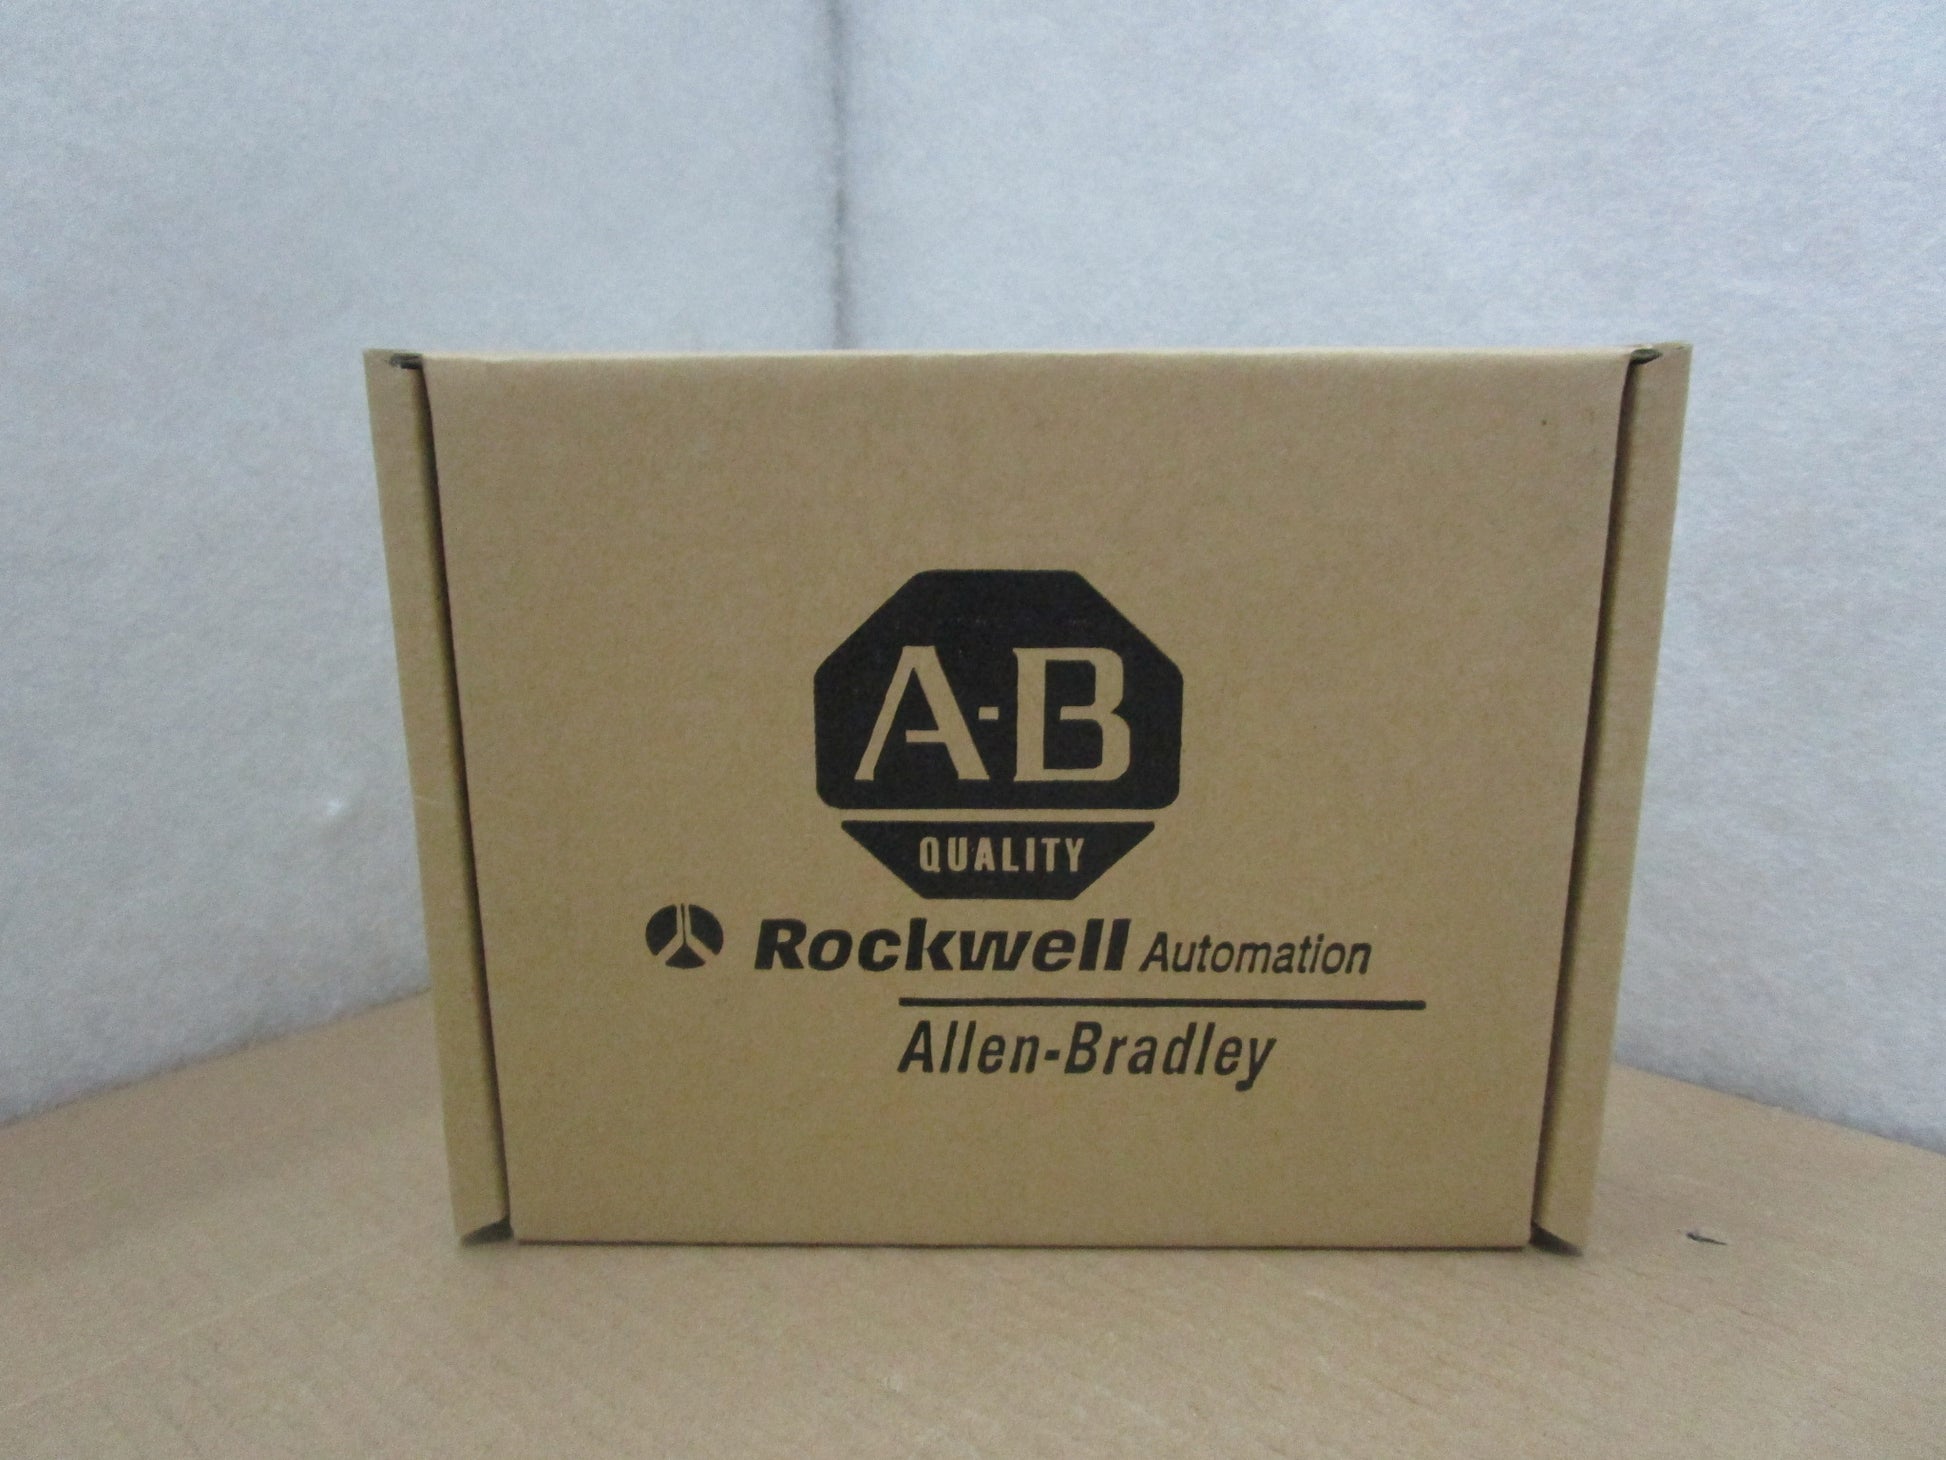 A-B
QUALITY
Rockwell Automation
Allen-Bradley